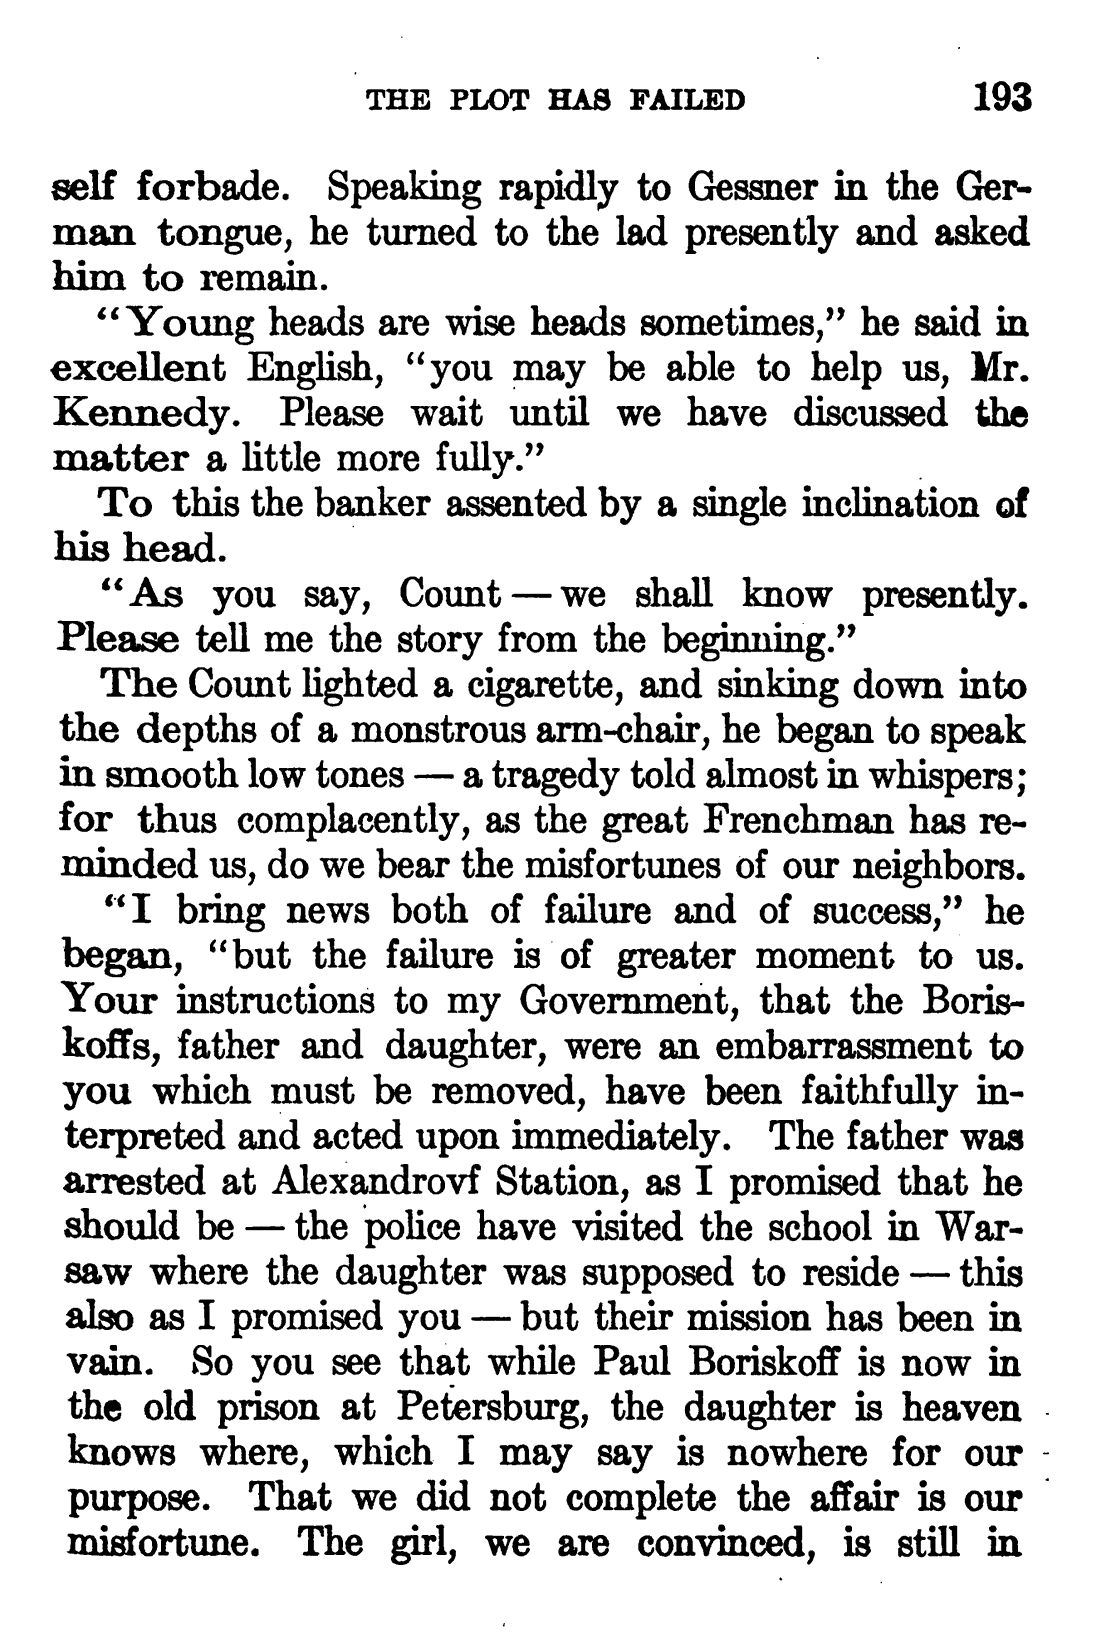 THE PLOT HAS FAILED 193
self forbade. Speaking rapidly to Gessner in the Ger-
man tongue, he turned to the lad presently and asked
him to remain.
"Young heads are wise heads sometimes," he said in
excellent English, "you may be able to help us, Mr.
Kennedy. Please wait until we have discussed the
matter a little more fully."
To this the banker assented by a single inclination of
his head.
"As you say, Count — we shall know presently.
Please tell me the story from the beginning."
The Count lighted a cigarette, and sinking down into
the depths of a monstrous arm-chair, he began to speak
in smooth low tones — a tragedy told almost in whispers;
for thus complacently, as the great Frenchman has re-
minded us, do we bear the misfortunes of our neighbors.
"I bring news both of failure and of success," he
began, "but the failure is of greater moment to us.
Your instructions to my Government, that the Boris-
koffs, father and daughter, were an embarrassment to
you which must be removed, have been faithfully in-
terpreted and acted upon immediately. The father was
arrested at Alexandrovf Station, as I promised that he
should be — the police have visited the school in War-
saw where the daughter was supposed to reside — this
also as I promised you — but their mission has been in
vain. So you see that while Paul Boriskoff is now in
the old prison at Petersburg, the daughter is heaven
knows where, which I may say is nowhere for our
purpose. That we did not complete the affair is our
misfortune. The girl, we are convinced, is still in